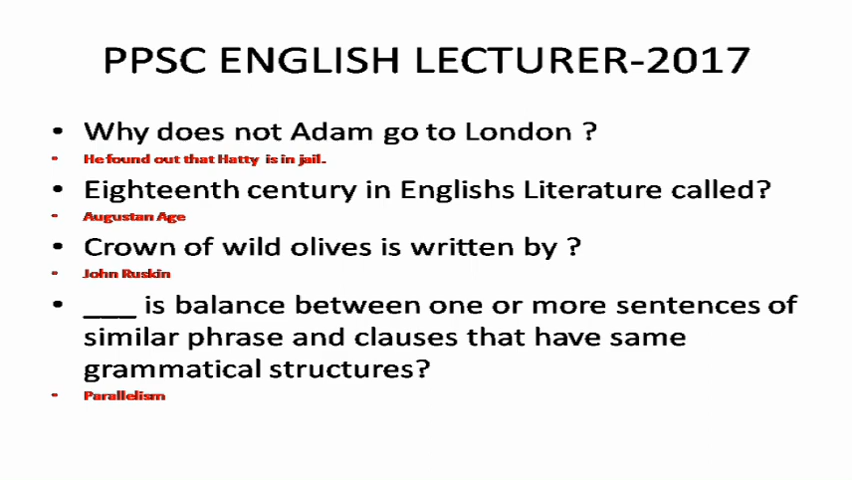 PPSC ENGLISH LECTURER-2017
• Why does not Adam go to London ?
• He found out that Hatty is in jail.
• Eighteenth century in Englishs Literature called?
• Augustan Age
• Crown of wild olives is written by ?
• John Ruskin
• ___ is balance between one or more sentences of
similar phrase and clauses that have same
grammatical structures?
• Parallelism